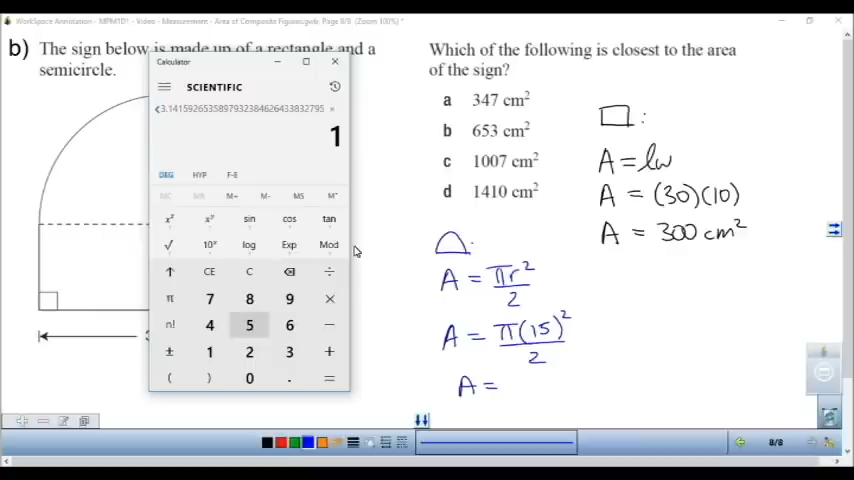 WorkSpace Annotation - MPM1D1 - Video - Measurement - Area of Composite Figures.gwb, Page 8/8 (Zoom 100%) *
b) The sign below is made up of a rectangle and a
semicircle.
Calculator
SCIENTIFIC
3.1415926535897932384626433832795 ×
1
DEG HYP F-E
MC MR M+ M- MS M˅
x² xʸ sin cos tan
√ 10ˣ log Exp Mod
↑ CE C ÷
π 7 8 9 ×
n! 4 5 6 −
± 1 2 3 +
( ) 0 . =
3
Which of the following is closest to the area
of the sign?
a 347 cm²
b 653 cm²
c 1007 cm²
d 1410 cm²
:
A = lw
A = (30)(10)
A = 300 cm²
:
A = πr²/2
A = π(15)²/2
A =
8/8